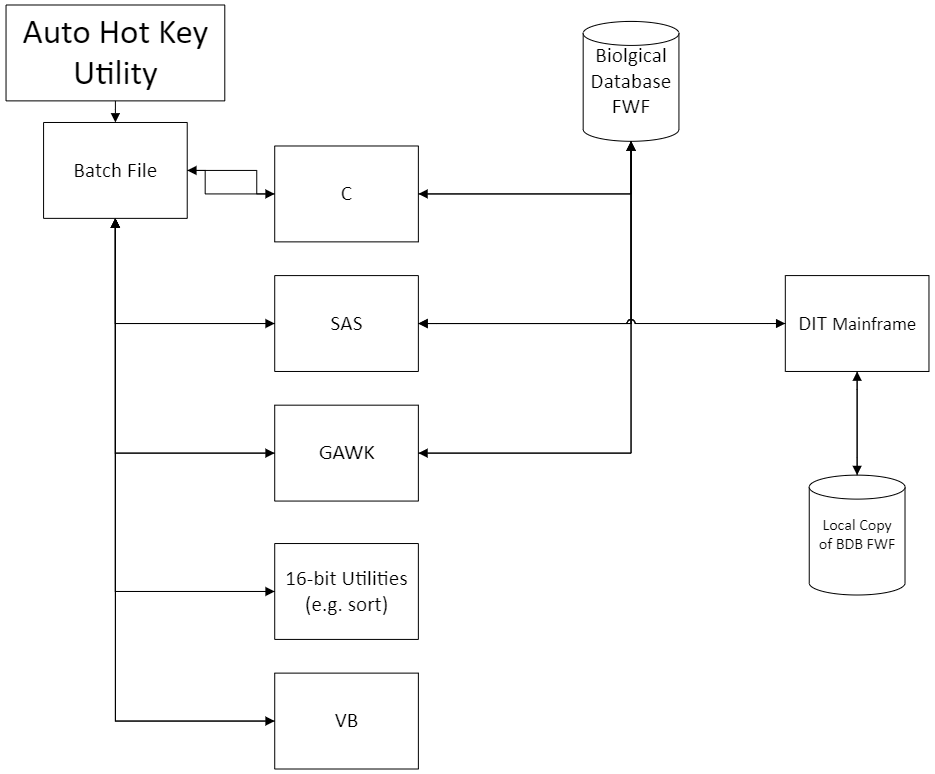 Auto Hot Key
Utility
Biolgical
Database
FWF
Batch File
C
SAS
DIT Mainframe
GAWK
Local Copy
of BDB FWF
16-bit Utilities
(e.g. sort)
VB